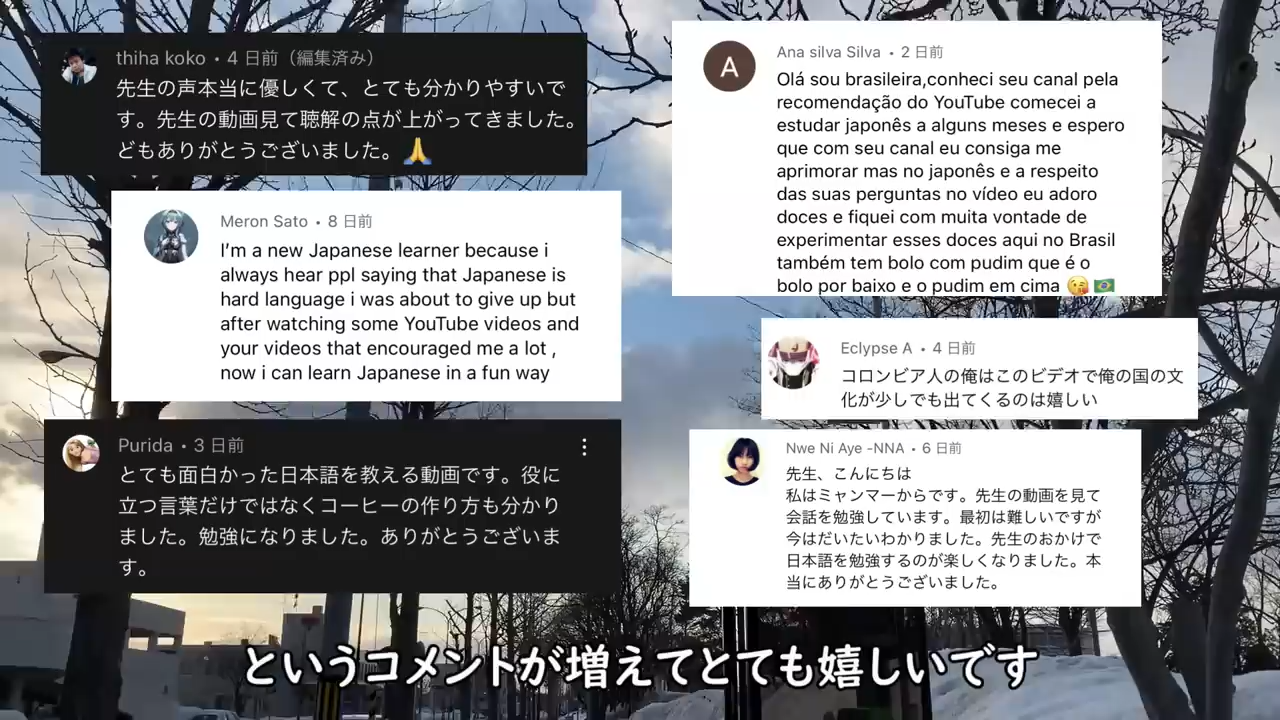 thiha koko • 4 日前（編集済み）
先生の声本当に優しくて、とても分かりやすいで
す。先生の動画見て聴解の点が上がってきました。
どもありがとうございました。🙏
Meron Sato • 8 日前
I’m a new Japanese learner because i
always hear ppl saying that Japanese is
hard language i was about to give up but
after watching some YouTube videos and
your videos that encouraged me a lot ,
now i can learn Japanese in a fun way
Purida • 3 日前
とても面白かった日本語を教える動画です。役に
立つ言葉だけではなくコーヒーの作り方も分かり
ました。勉強になりました。ありがとうございま
す。
A
Ana silva Silva • 2 日前
Olá sou brasileira,conheci seu canal pela
recomendação do YouTube comecei a
estudar japonês a alguns meses e espero
que com seu canal eu consiga me
aprimorar mas no japonês e a respeito
das suas perguntas no vídeo eu adoro
doces e fiquei com muita vontade de
experimentar esses doces aqui no Brasil
também tem bolo com pudim que é o
bolo por baixo e o pudim em cima 😘🇧🇷
Eclypse A • 4 日前
コロンビア人の俺はこのビデオで俺の国の文
化が少しでも出てくるのは嬉しい
Nwe Ni Aye -NNA • 6 日前
先生、こんにちは
私はミャンマーからです。先生の動画を見て
会話を勉強しています。最初は難しいですが
今はだいたいわかりました。先生のおかけで
日本語を勉強するのが楽しくなりました。本
当にありがとうございました。
というコメントが増えてとても嬉しいです